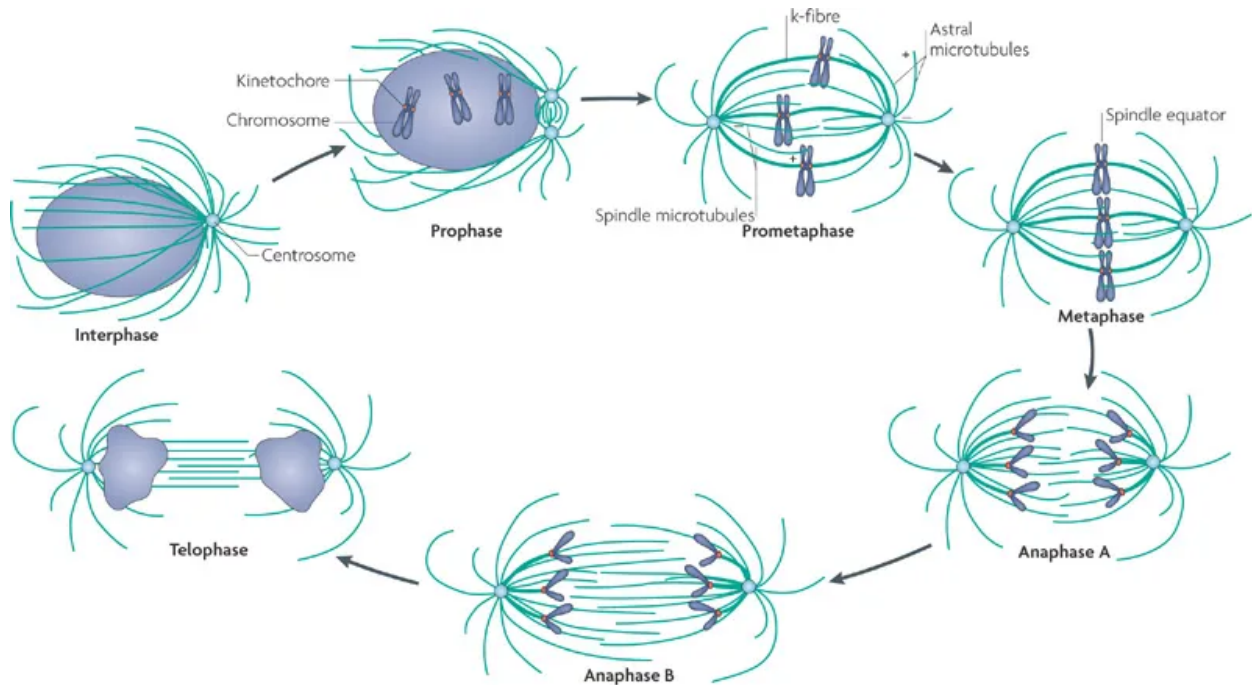 k-fibre
Astral
microtubules
+
Kinetochore
Chromosome
Prophase
Spindle microtubules
−
−
+
Prometaphase
Spindle equator
Metaphase
Centrosome
Interphase
Anaphase A
Anaphase B
Telophase